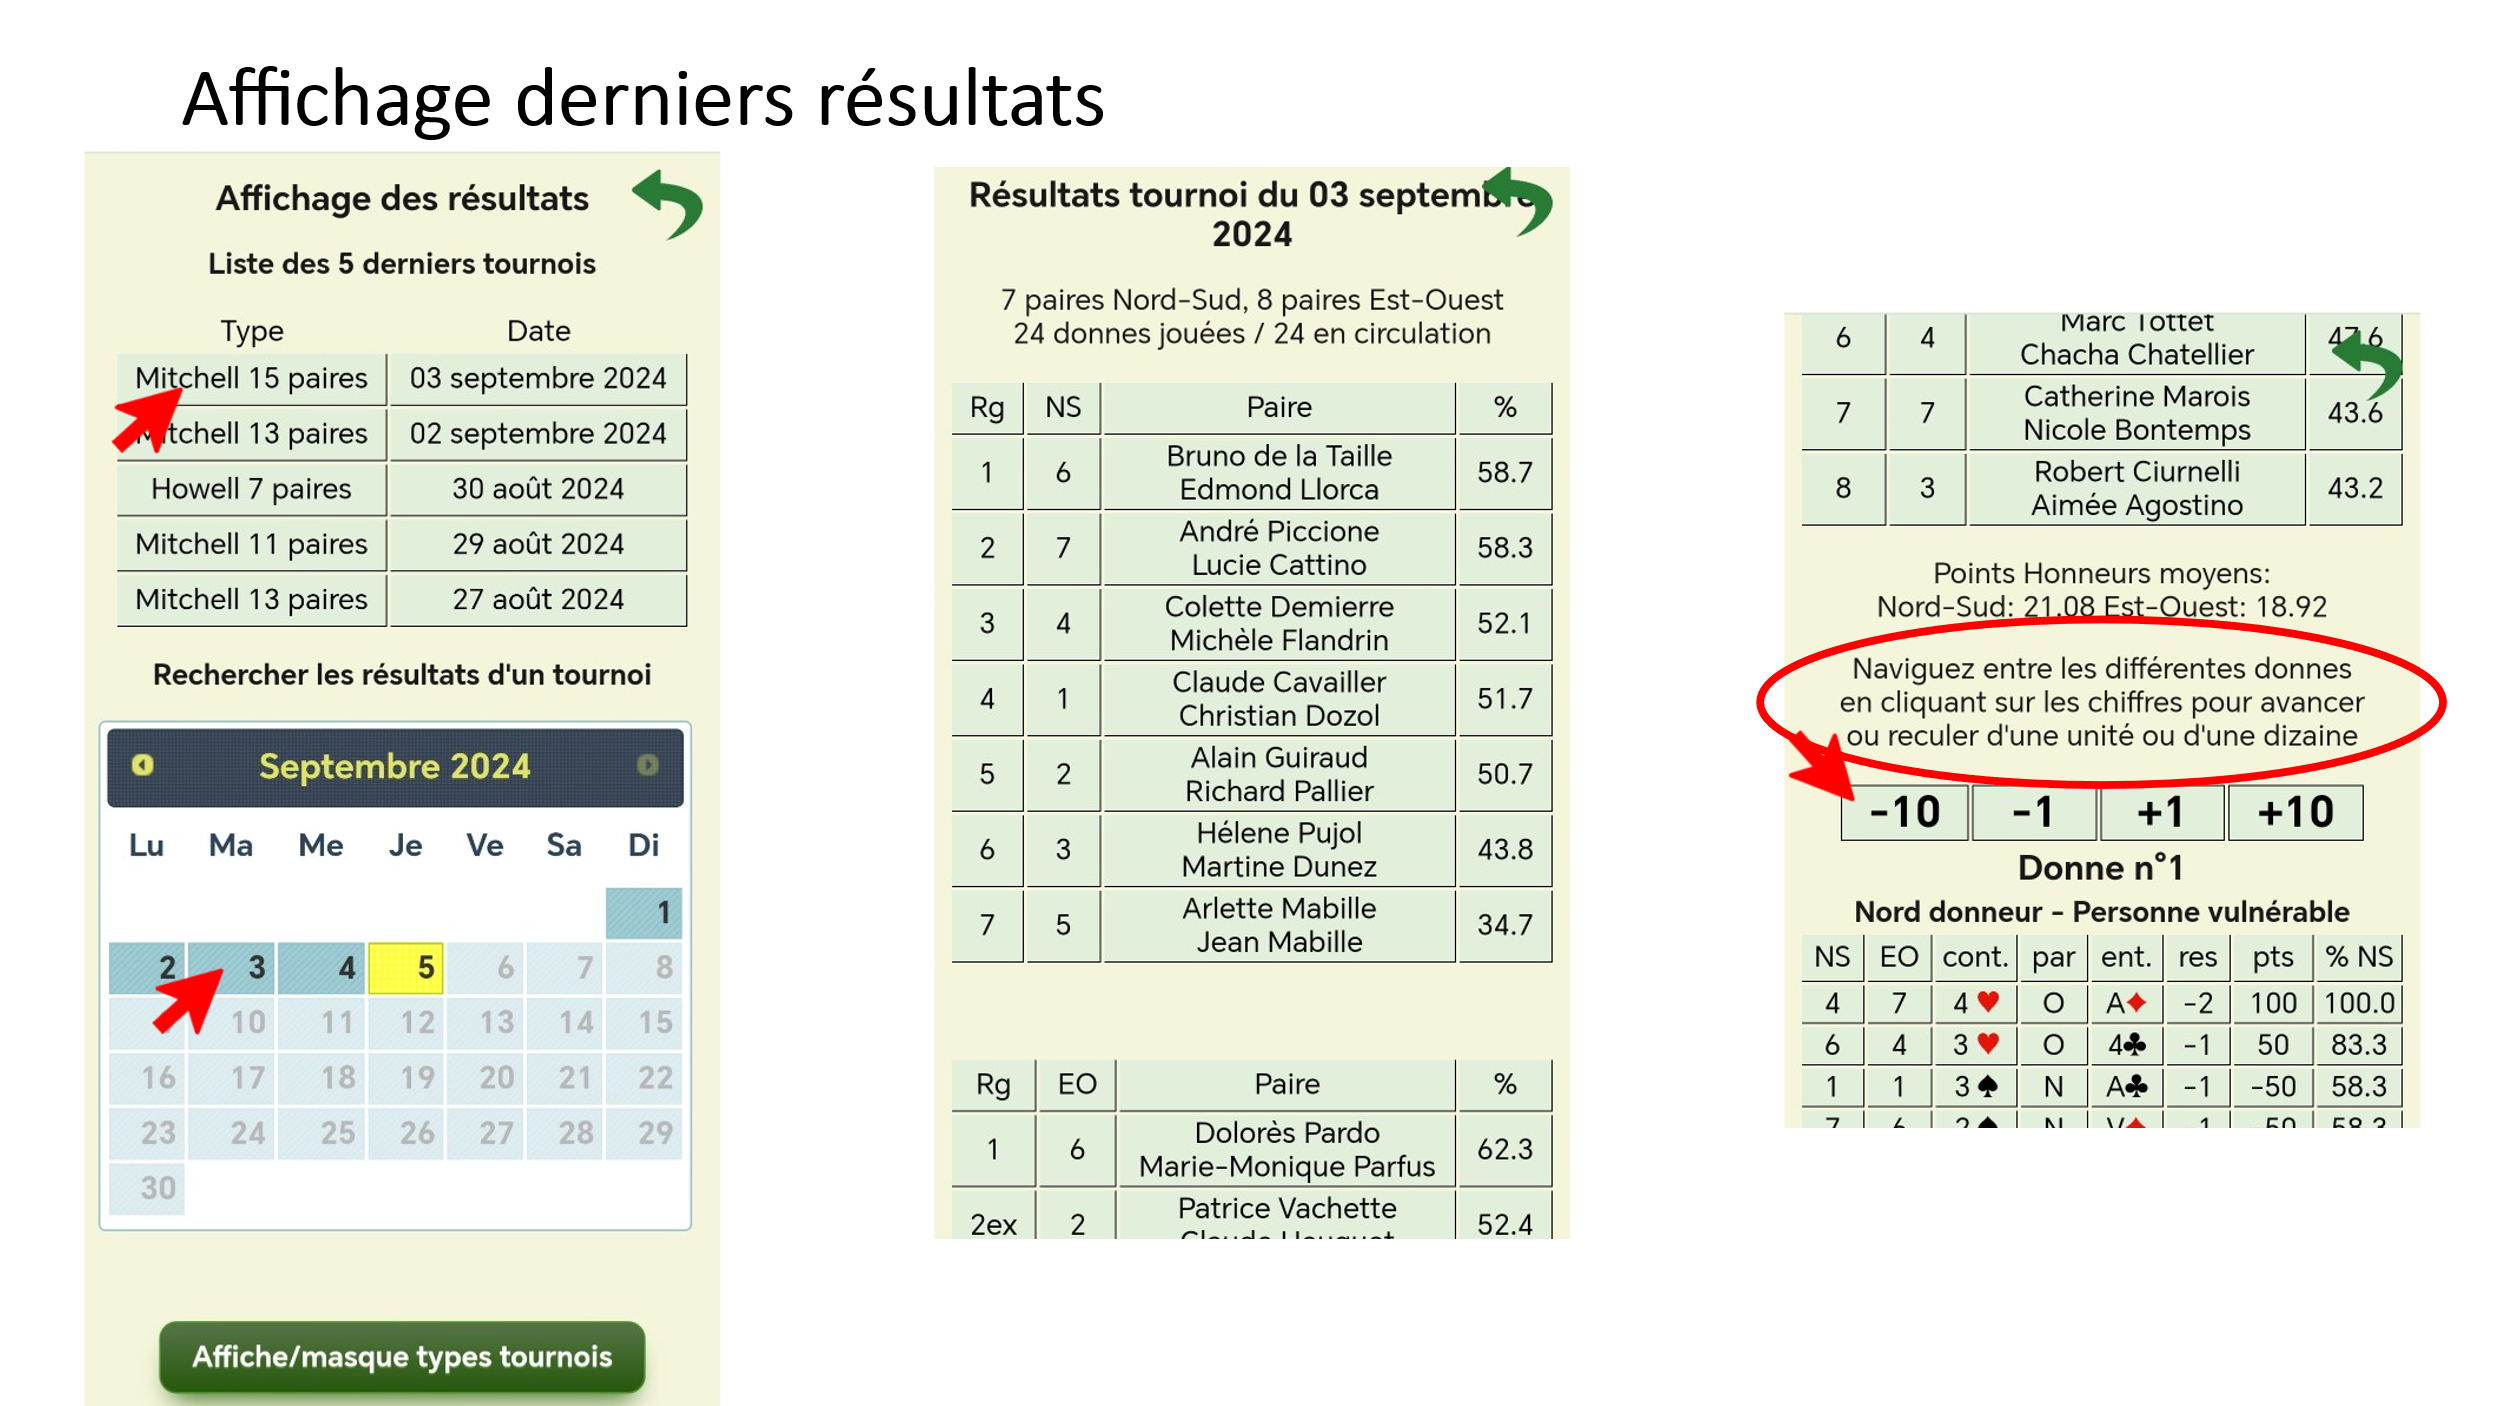 Affichage derniers résultats
Affichage des résultats
Liste des 5 derniers tournois
Type Date
Mitchell 15 paires 03 septembre 2024
Mitchell 13 paires 02 septembre 2024
Howell 7 paires 30 août 2024
Mitchell 11 paires 29 août 2024
Mitchell 13 paires 27 août 2024
Rechercher les résultats d'un tournoi
Septembre 2024
Lu Ma Me Je Ve Sa Di
1
2 3 4 5 6 7 8
10 11 12 13 14 15
16 17 18 19 20 21 22
23 24 25 26 27 28 29
30
Affiche/masque types tournois
Résultats tournoi du 03 septembre
2024
7 paires Nord-Sud, 8 paires Est-Ouest
24 donnes jouées / 24 en circulation
Rg NS Paire %
1 6 Bruno de la Taille 58.7
Edmond Llorca
2 7 André Piccione 58.3
Lucie Cattino
3 4 Colette Demierre 52.1
Michèle Flandrin
4 1 Claude Cavailler 51.7
Christian Dozol
5 2 Alain Guiraud 50.7
Richard Pallier
6 3 Hélene Pujol 43.8
Martine Dunez
7 5 Arlette Mabille 34.7
Jean Mabille
Rg EO Paire %
1 6 Dolorès Pardo 62.3
Marie-Monique Parfus
2ex 2 Patrice Vachette 52.4
Claude
6 4 Marc Tottet 47.6
Chacha Chatellier
7 7 Catherine Marois 43.6
Nicole Bontemps
8 3 Robert Ciurnelli 43.2
Aimée Agostino
Points Honneurs moyens:
Nord-Sud: 21.08 Est-Ouest: 18.92
Naviguez entre les différentes donnes
en cliquant sur les chiffres pour avancer
ou reculer d'une unité ou d'une dizaine
-10 -1 +1 +10
Donne n°1
Nord donneur - Personne vulnérable
NS EO cont. par ent. res pts % NS
4 7 4♥ O A♦ -2 100 100.0
6 4 3♥ O 4♣ -1 50 83.3
1 1 3♠ N A♣ -1 -50 58.3
7 6 2♠ N V♦ -1 -50 58.3